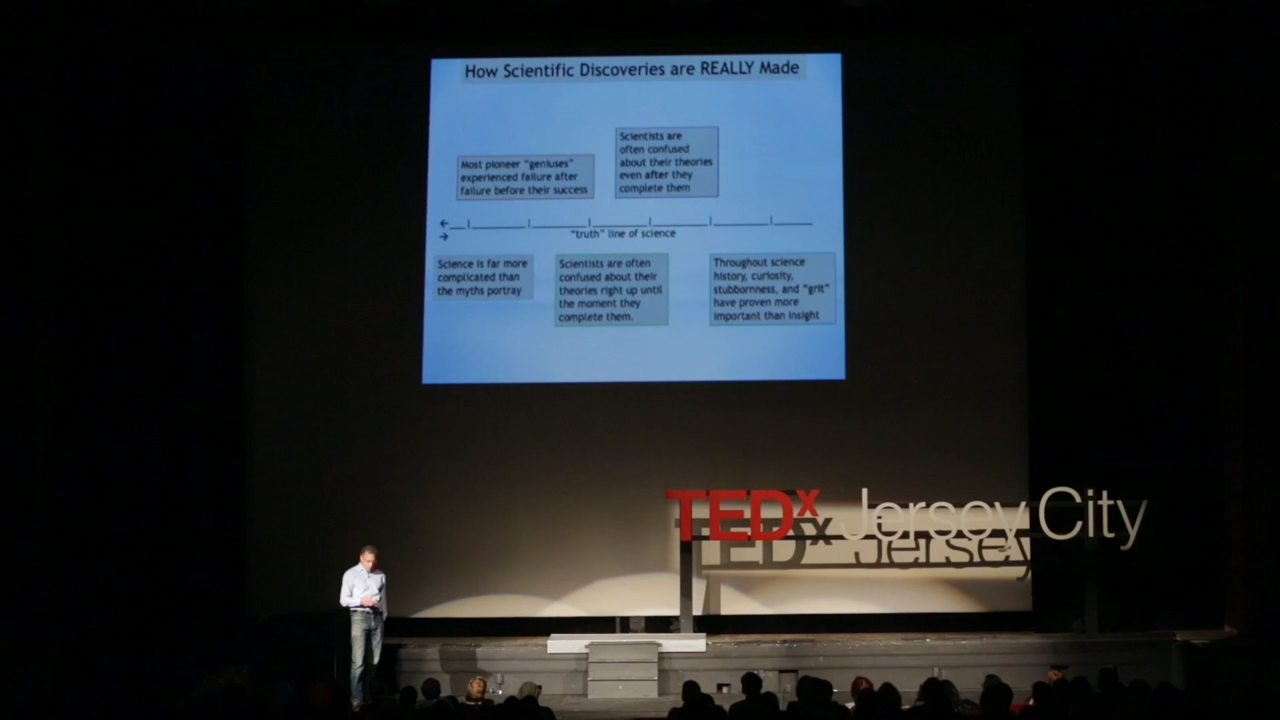 How Scientific Discoveries are REALLY Made
Scientists are
often confused
about their theories
even after they
complete them
Most pioneer "geniuses"
experienced failure after
failure before their success
"truth" line of science
Science is far more
complicated than
the myths portray
Scientists are often
confused about their
theories right up until
the moment they
complete them.
Throughout science
history, curiosity,
stubbornness, and "grit"
have proven more
important than insight
TEDx Jersey City